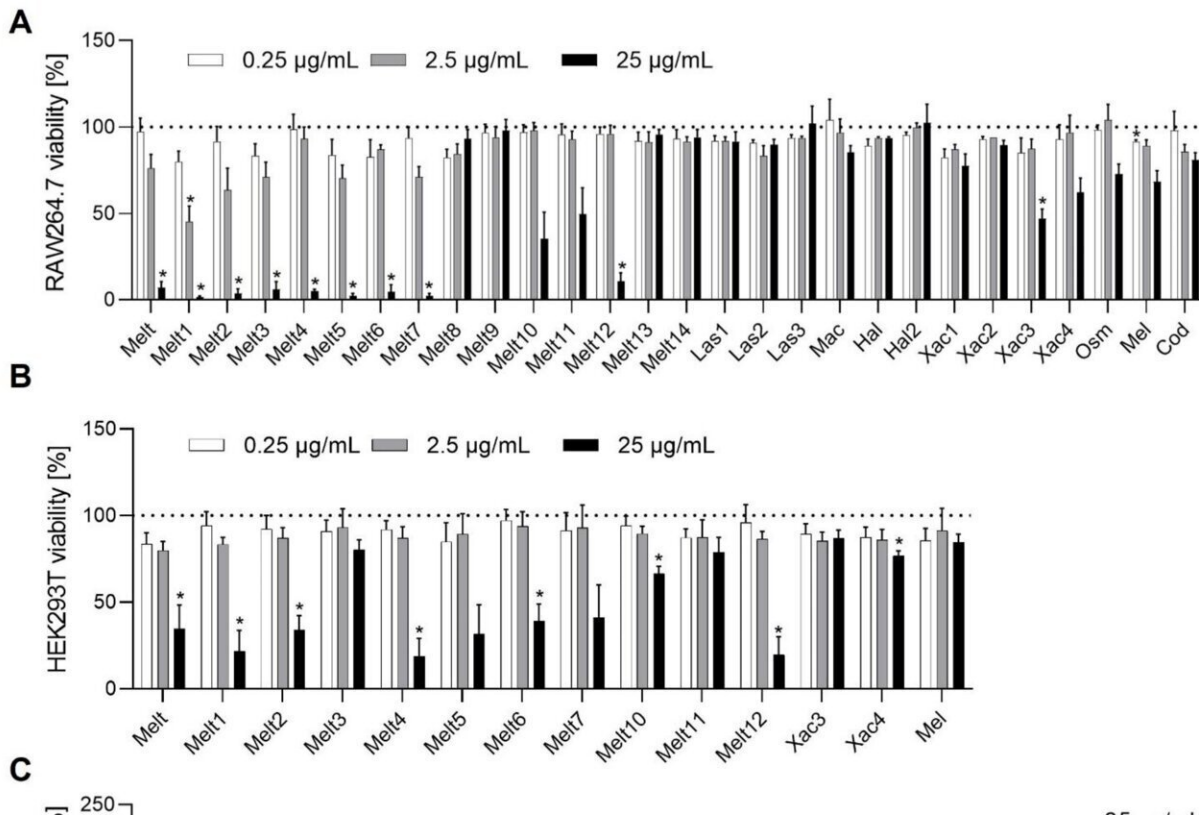 A
RAW264.7 viability [%]
150
100
50
0
0.25 µg/mL 2.5 µg/mL 25 µg/mL
* * * * * * * * * * * *
Melt Melt1 Melt2 Melt3 Melt4 Melt5 Melt6 Melt7 Melt8 Melt9 Melt10 Melt11 Melt12 Melt13 Melt14 Las1 Las2 Las3 Mac Hal Hal2 Xac1 Xac2 Xac3 Xac4 Osm Mel Cod
B
HEK293T viability [%]
150
100
50
0
0.25 µg/mL 2.5 µg/mL 25 µg/mL
* * * * * * * *
Melt Melt1 Melt2 Melt3 Melt4 Melt5 Melt6 Melt7 Melt10 Melt11 Melt12 Xac3 Xac4 Mel
C
250